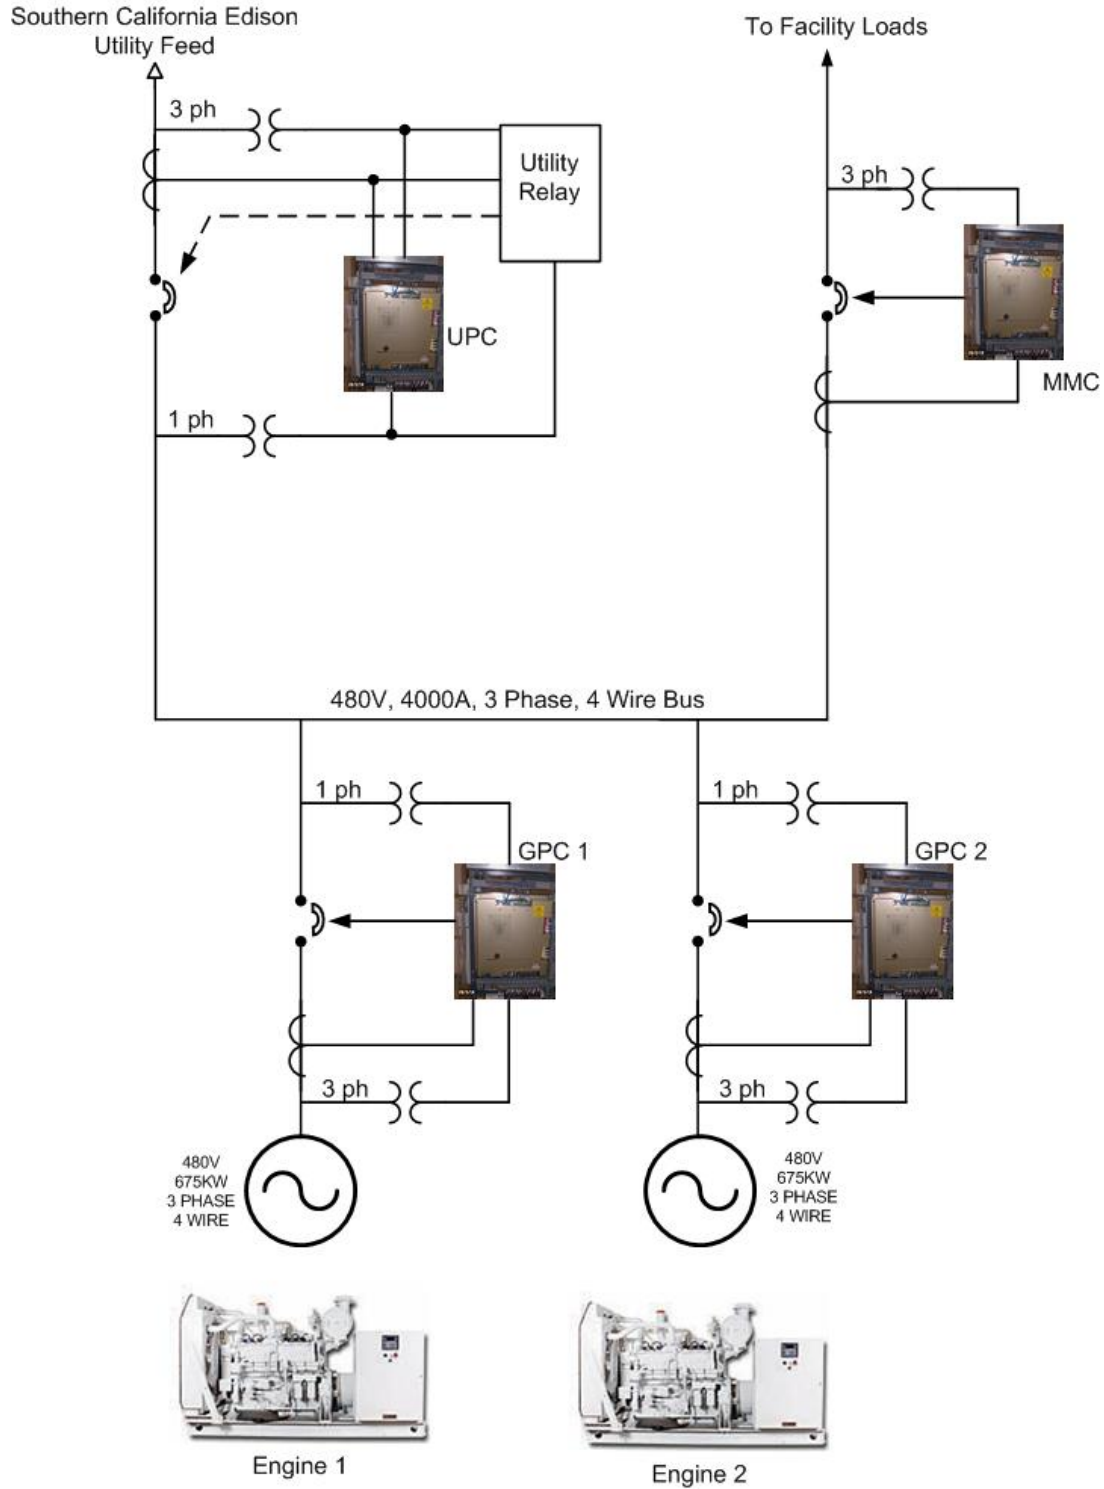 Southern California Edison
Utility Feed
To Facility Loads
3 ph
Utility
Relay
3 ph
UPC
MMC
1 ph
480V, 4000A, 3 Phase, 4 Wire Bus
1 ph
1 ph
GPC 1
GPC 2
3 ph
3 ph
480V
675KW
3 PHASE
4 WIRE
480V
675KW
3 PHASE
4 WIRE
Engine 1
Engine 2